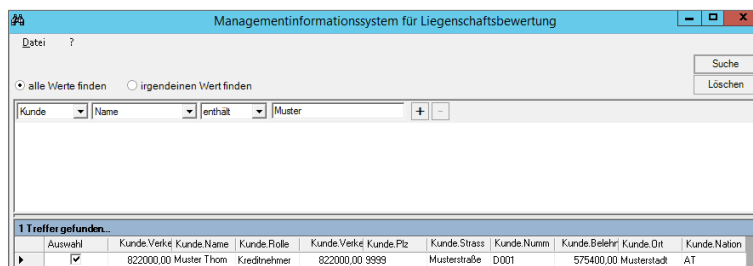 Managementinformationssystem für Liegenschaftsbewertung
Datei ?
Suche
alle Werte finden irgendeinen Wert finden
Löschen
Kunde Name enthält Muster + -
1 Treffer gefunden...
Auswahl Kunde.Verke Kunde.Name Kunde.Rolle Kunde.Verke Kunde.Plz Kunde.Strass Kunde.Numm Kunde.Belehr Kunde.Ort Kunde.Nation
822000,00 Muster Thom Kreditnehmer 822000,00 9999 Musterstraße D001 575400,00 Musterstadt AT